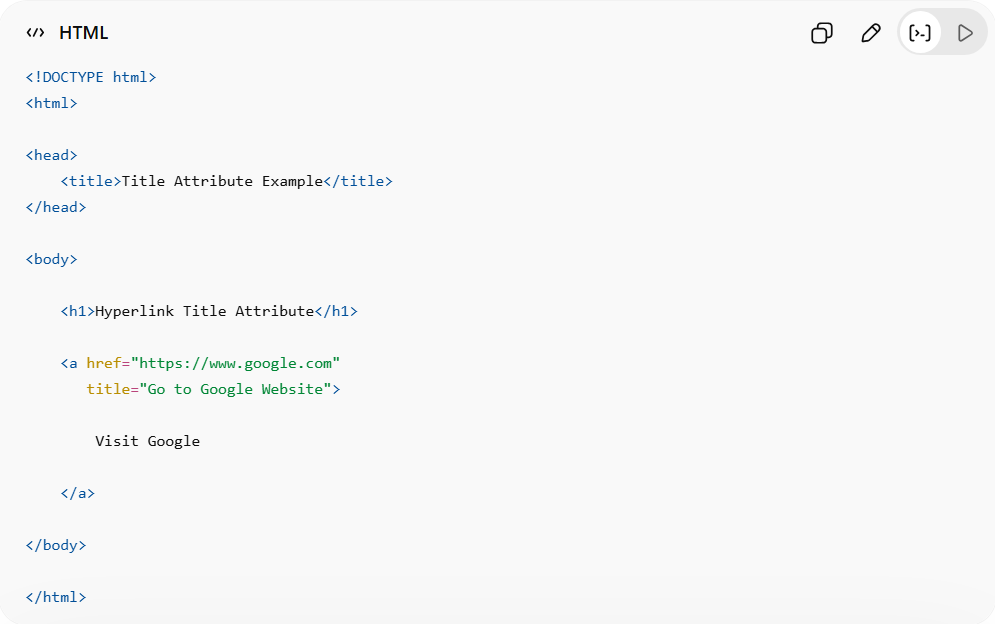 HTML
<!DOCTYPE html>
<html>
<head>
    <title>Title Attribute Example</title>
</head>
<body>
    <h1>Hyperlink Title Attribute</h1>
    <a href="https://www.google.com"
       title="Go to Google Website">
        Visit Google
    </a>
</body>
</html>